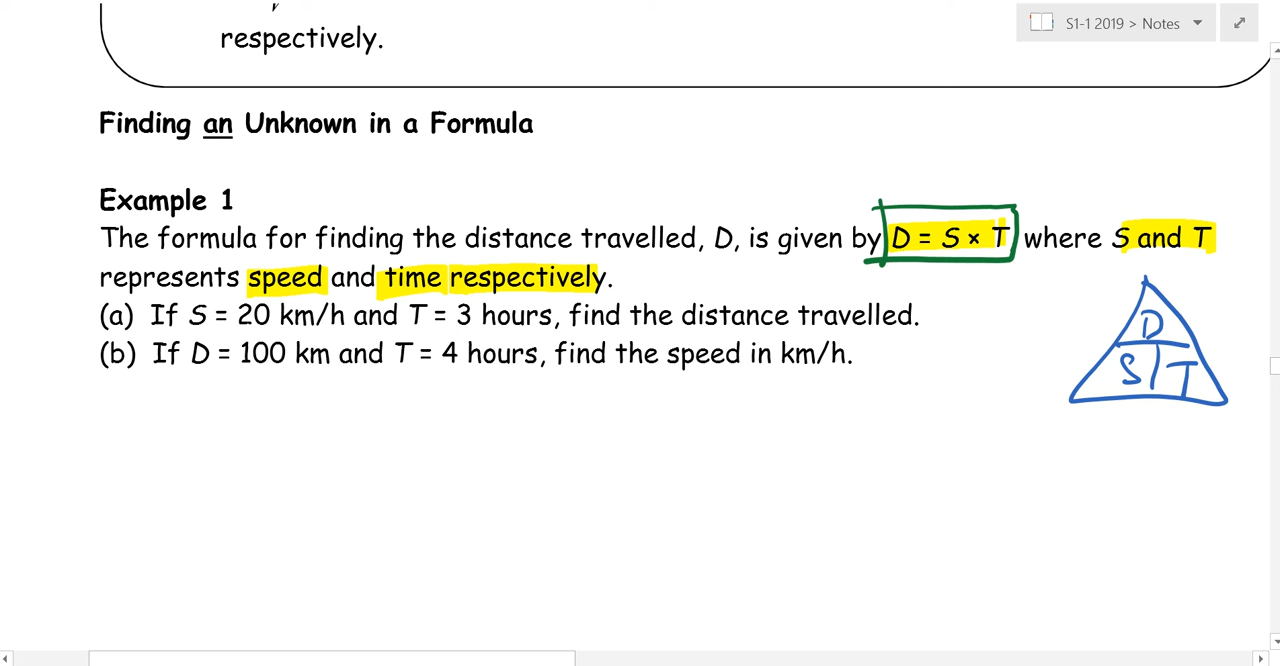 S1-1 2019 > Notes
respectively.
Finding an Unknown in a Formula
Example 1
The formula for finding the distance travelled, D, is given by D = S × T where S and T
represents speed and time respectively.
(a) If S = 20 km/h and T = 3 hours, find the distance travelled.
(b) If D = 100 km and T = 4 hours, find the speed in km/h.
D
S T